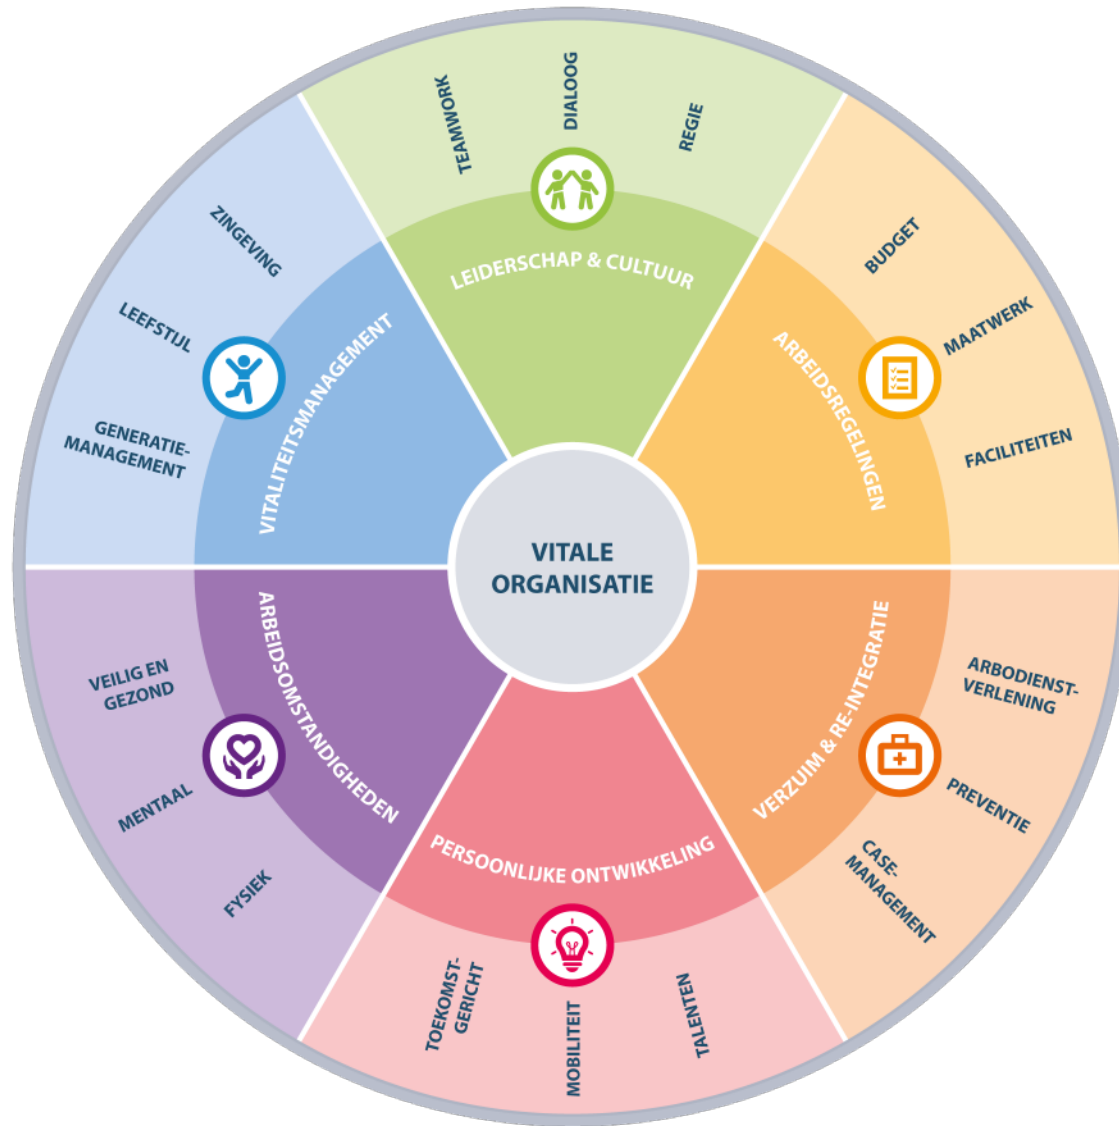 TEAMWORK
DIALOOG
REGIE
LEIDERSCHAP & CULTUUR
BUDGET
MAATWERK
FACILITEITEN
ARBEIDSREGELINGEN
ARBODIENST-
VERLENING
PREVENTIE
CASE-
MANAGEMENT
VERZUIM & RE-INTEGRATIE
TALENTEN
MOBILITEIT
TOEKOMST-
GERICHT
PERSOONLIJKE ONTWIKKELING
FYSIEK
MENTAAL
VEILIG EN
GEZOND
ARBEIDSOMSTANDIGHEDEN
GENERATIE-
MANAGEMENT
LEEFSTIJL
ZINGEVING
VITALITEITSMANAGEMENT
VITALE
ORGANISATIE